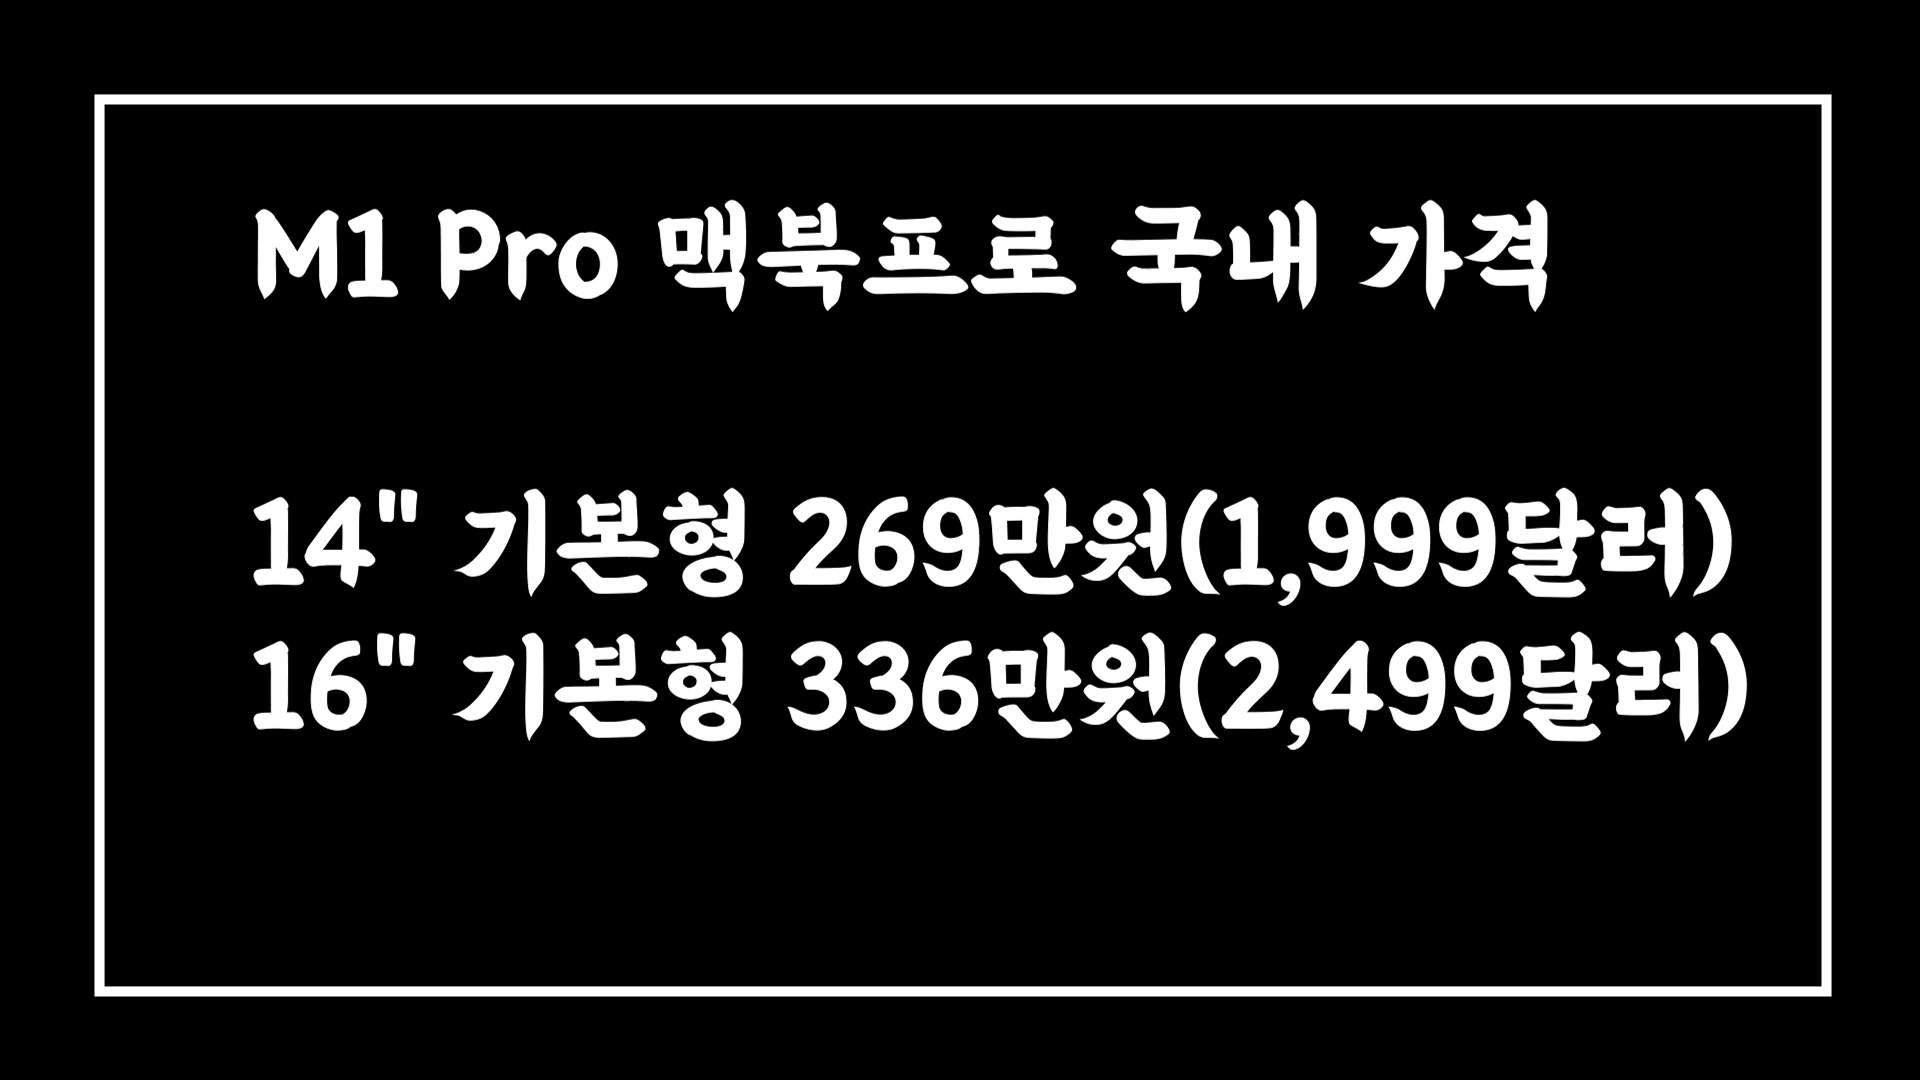 M1 Pro 맥북프로 국내 가격
14" 기본형 269만원(1,999달러)
16" 기본형 336만원(2,499달러)